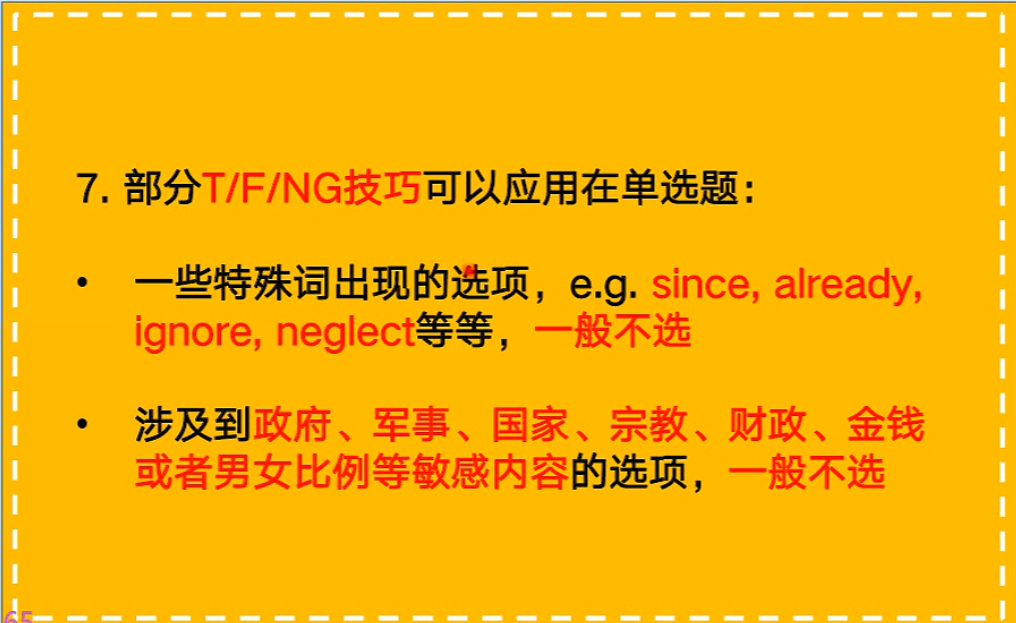 7. 部分T/F/NG技巧可以应用在单选题：
• 一些特殊词出现的选项，e.g. since, already,
ignore, neglect等等，一般不选
• 涉及到政府、军事、国家、宗教、财政、金钱
或者男女比例等敏感内容的选项，一般不选
65